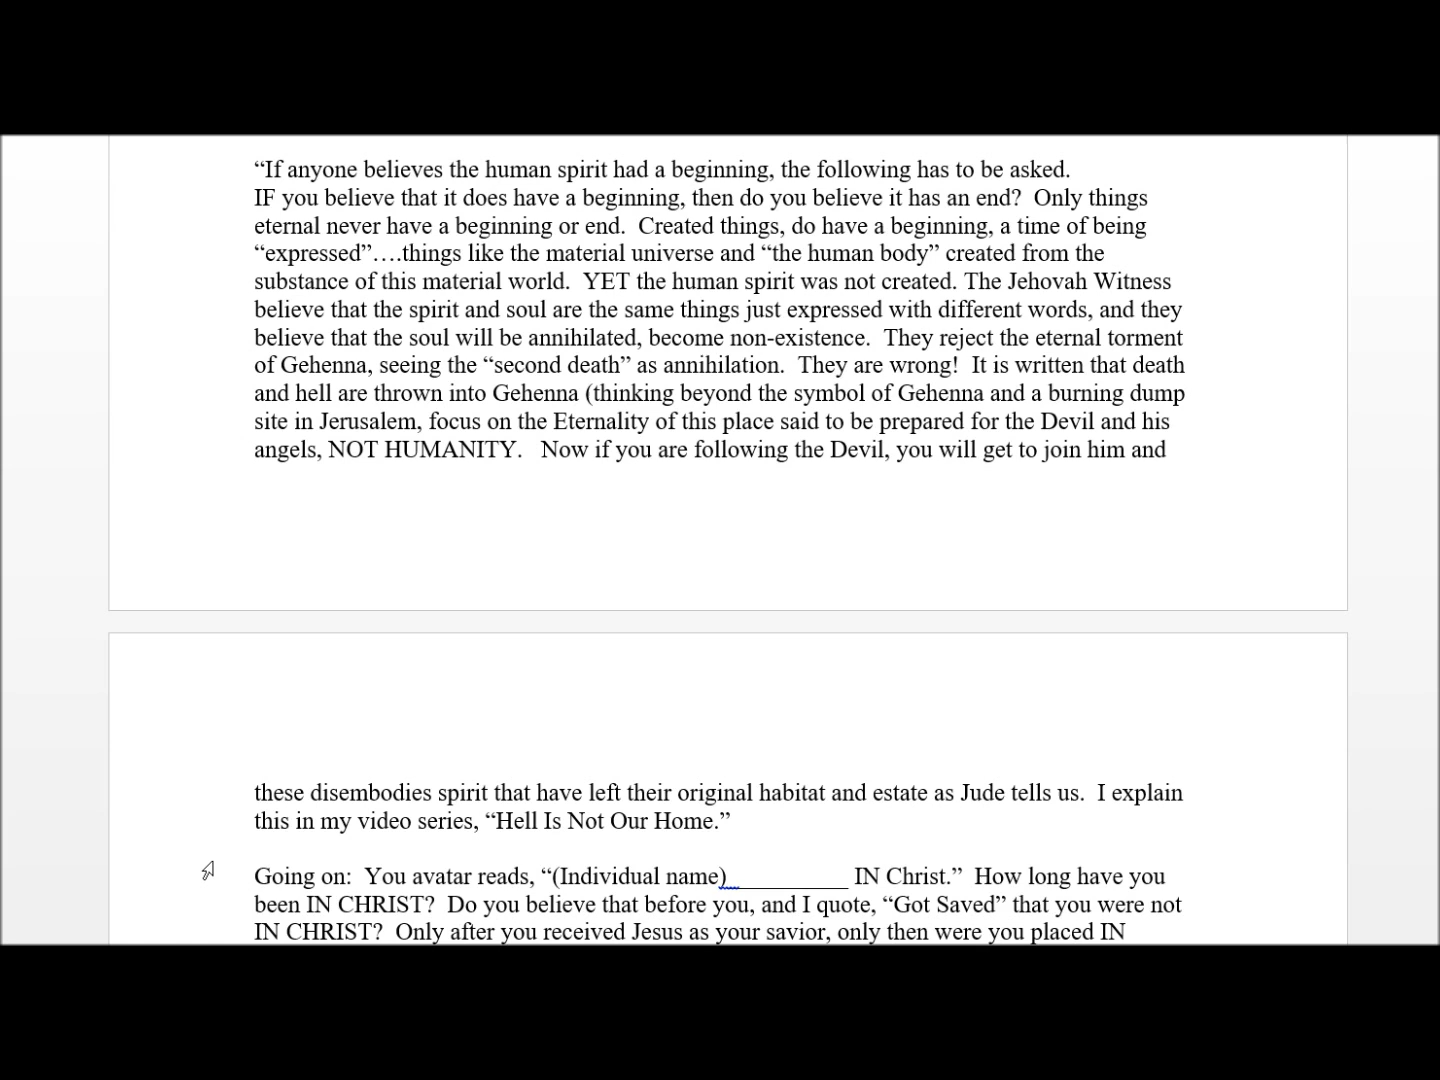 “If anyone believes the human spirit had a beginning, the following has to be asked.
IF you believe that it does have a beginning, then do you believe it has an end?  Only things
eternal never have a beginning or end.  Created things, do have a beginning, a time of being
“expressed”….things like the material universe and “the human body” created from the
substance of this material world.  YET the human spirit was not created. The Jehovah Witness
believe that the spirit and soul are the same things just expressed with different words, and they
believe that the soul will be annihilated, become non-existence.  They reject the eternal torment
of Gehenna, seeing the “second death” as annihilation.  They are wrong!  It is written that death
and hell are thrown into Gehenna (thinking beyond the symbol of Gehenna and a burning dump
site in Jerusalem, focus on the Eternality of this place said to be prepared for the Devil and his
angels, NOT HUMANITY.   Now if you are following the Devil, you will get to join him and
these disembodies spirit that have left their original habitat and estate as Jude tells us.  I explain
this in my video series, “Hell Is Not Our Home.”
Going on:  You avatar reads, “(Individual name)__________ IN Christ.”  How long have you
been IN CHRIST?  Do you believe that before you, and I quote, “Got Saved” that you were not
IN CHRIST?  Only after you received Jesus as your savior, only then were you placed IN